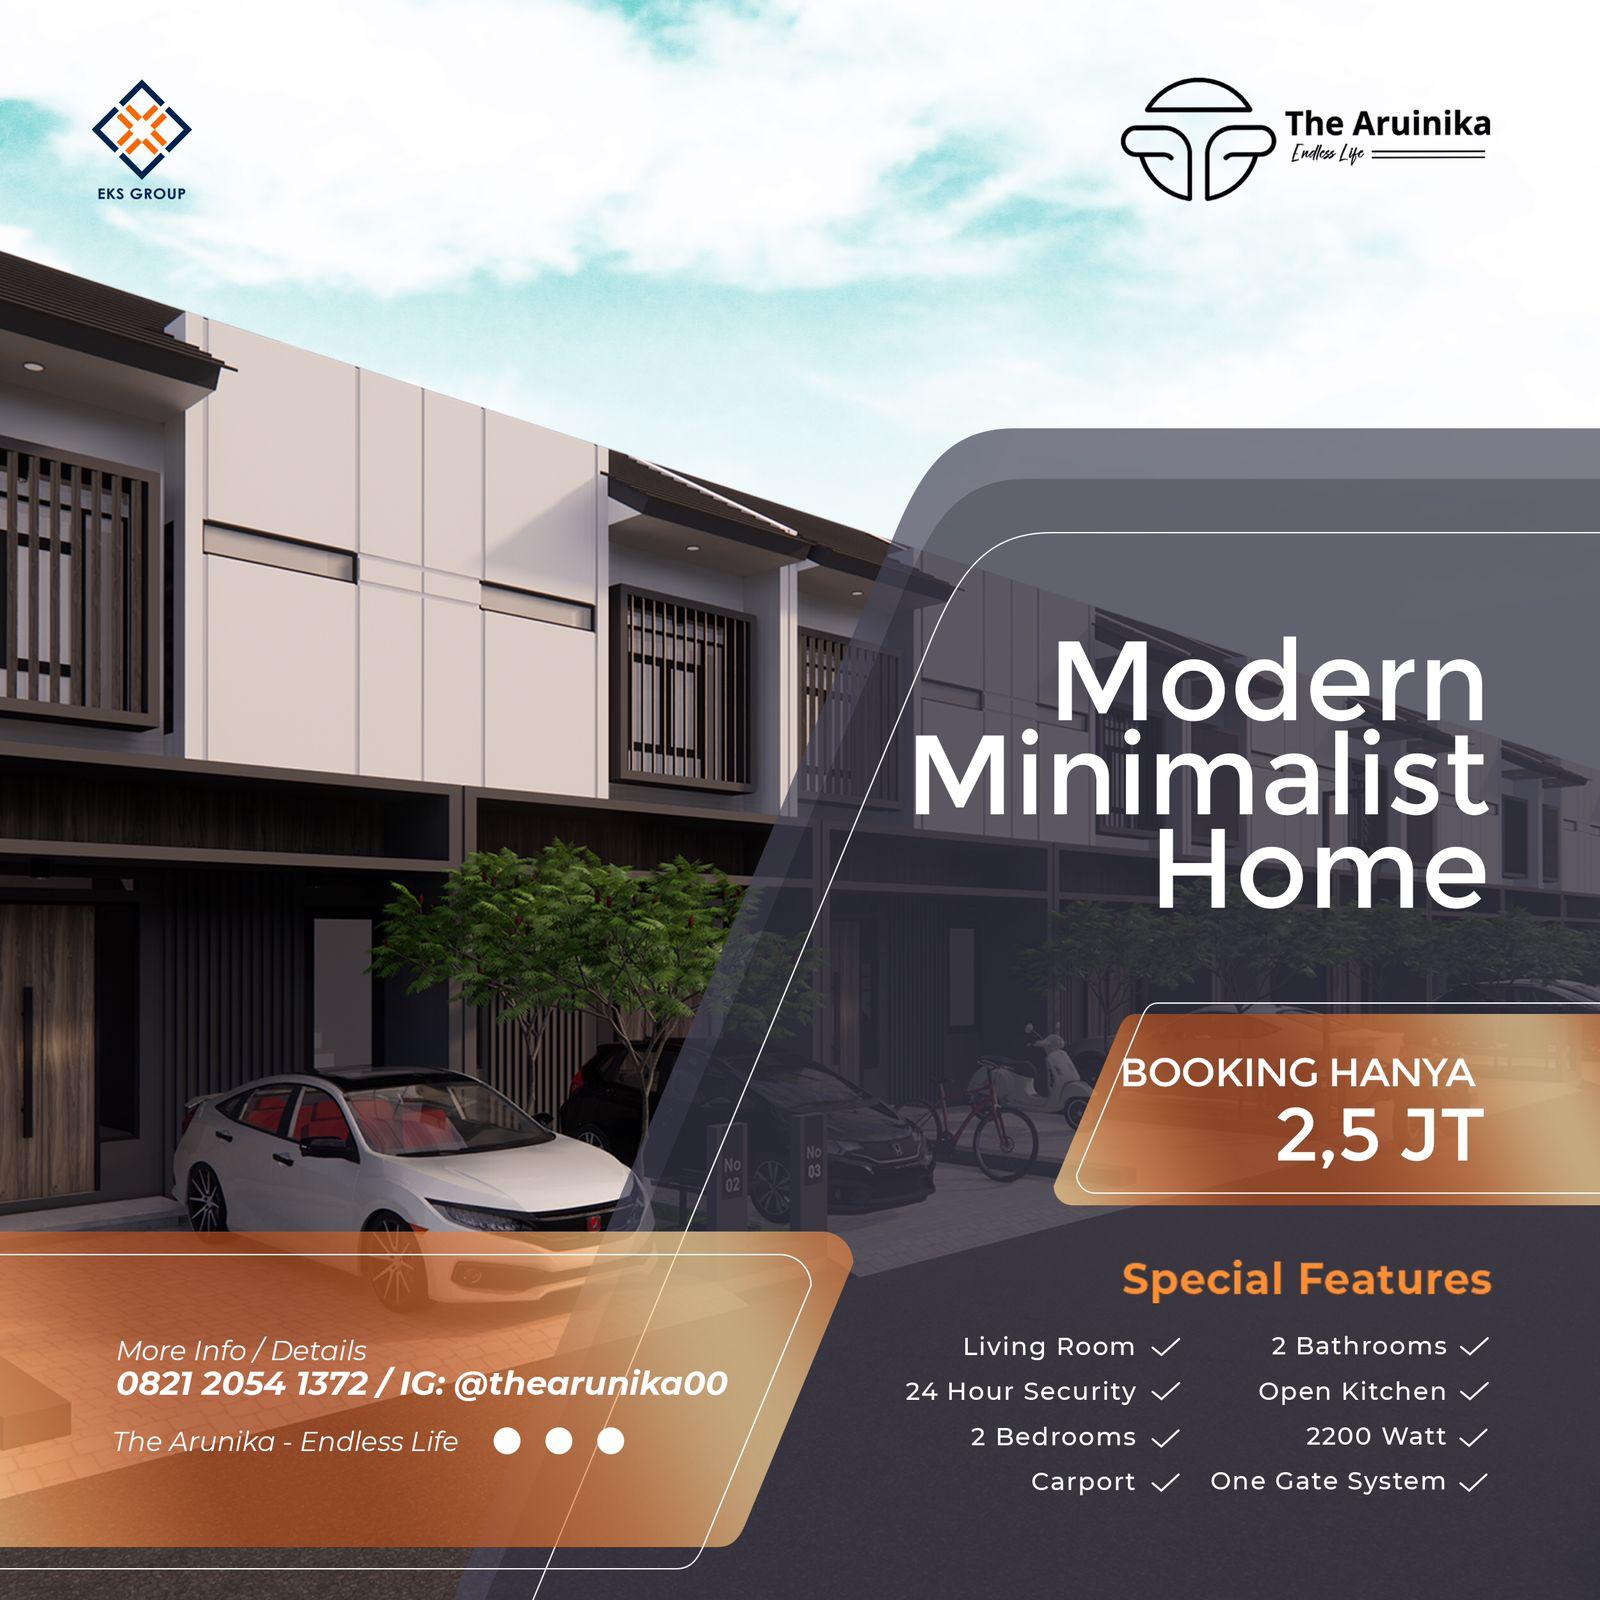 EKS GROUP
The Aruinika
Endless Life
Modern
Minimalist
Home
BOOKING HANYA
2,5 JT
No
02
No
03
Special Features
Living Room
2 Bathrooms
24 Hour Security
Open Kitchen
2 Bedrooms
2200 Watt
Carport
One Gate System
More Info / Details
0821 2054 1372 / IG: @thearunika00
The Arunika - Endless Life